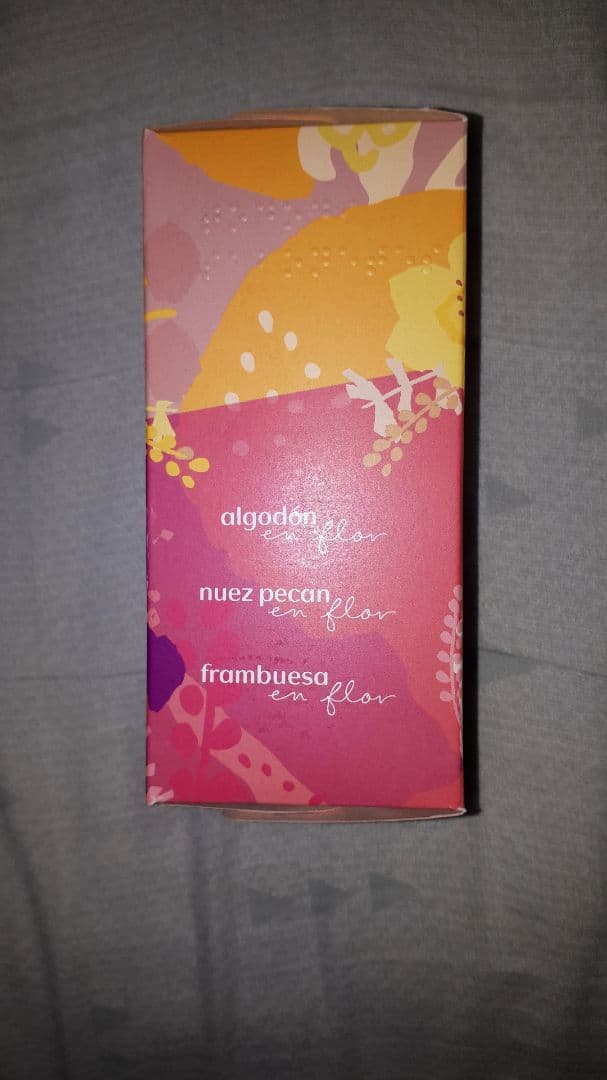 algodón
en flor
nuez pecan
en flor
frambuesa
en flor